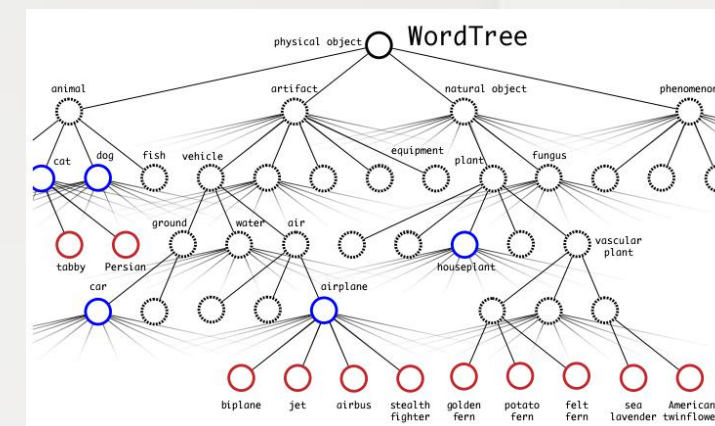 WordTree
physical object
animal
artifact
natural object
phenomenon
cat
dog
fish
vehicle
equipment
plant
fungus
ground
water
air
tabby
Persian
houseplant
vascular
plant
car
airplane
biplane
jet
airbus
stealth
fighter
golden
fern
potato
fern
felt
fern
sea
lavender
American
twinflowe